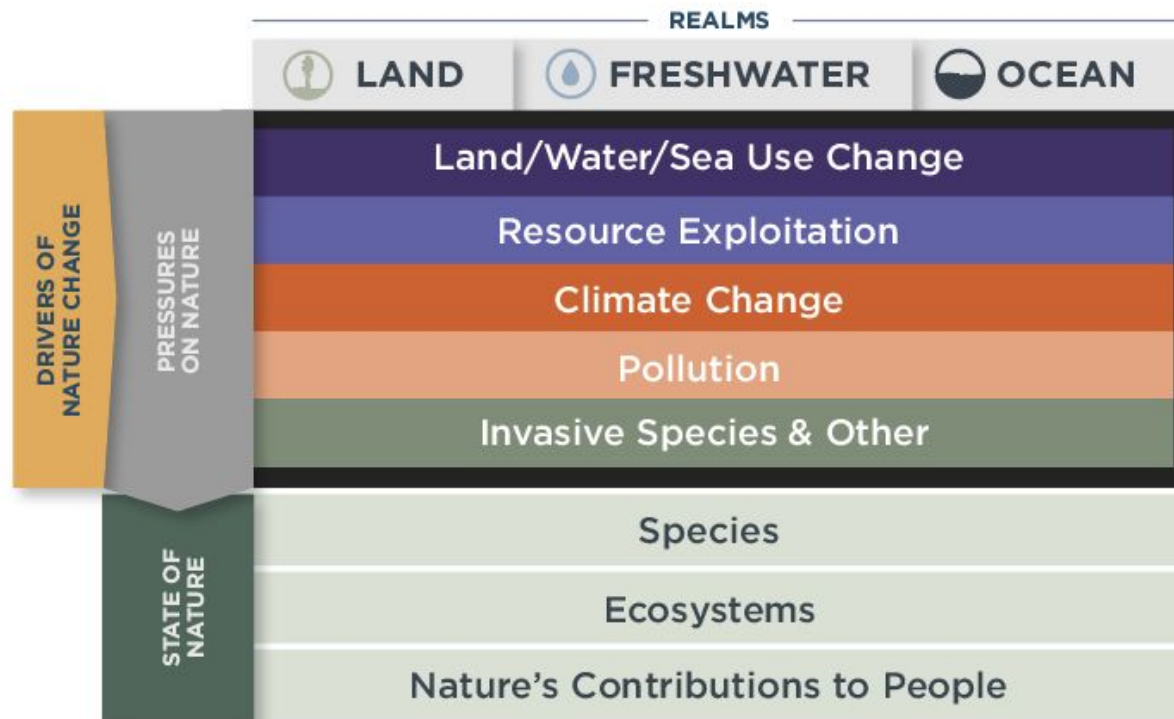 REALMS
LAND
FRESHWATER
OCEAN
DRIVERS OF
NATURE CHANGE
PRESSURES
ON NATURE
Land/Water/Sea Use Change
Resource Exploitation
Climate Change
Pollution
Invasive Species & Other
STATE OF
NATURE
Species
Ecosystems
Nature’s Contributions to People